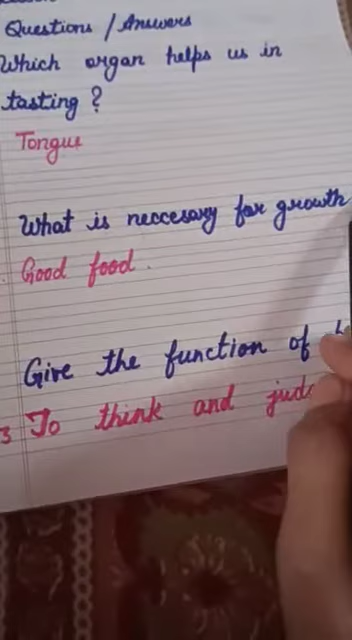 Questions / Answers
Which organ helps us in
tasting ?
Tongue
What is neccesary for growth
Good food.
Give the function of
3 To think and